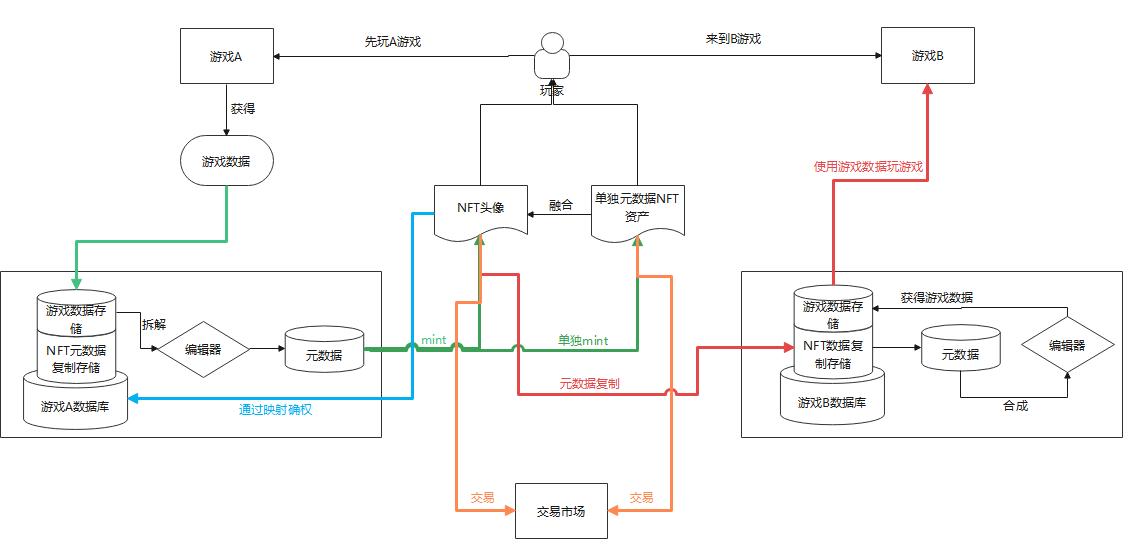 先玩A游戏
来到B游戏
游戏A
游戏B
玩家
获得
游戏数据
使用游戏数据玩游戏
NFT头像
融合
单独元数据NFT
资产
游戏数据存
储
拆解
NFT元数据
复制存储
编辑器
元数据
mint
单独mint
游戏A数据库
通过映射确权
元数据复制
游戏数据存
储
获得游戏数据
NFT数据复
制存储
元数据
编辑器
游戏B数据库
合成
交易
交易
交易市场